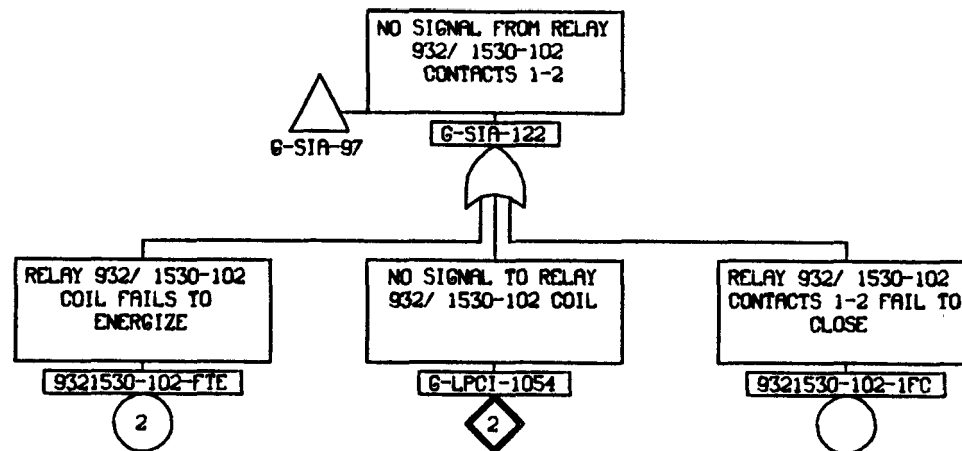 NO SIGNAL FROM RELAY
932/ 1530-102
CONTACTS 1-2
G-SIA-97
G-SIA-122
RELAY 932/ 1530-102
COIL FAILS TO
ENERGIZE
9321530-102-FTE
2
NO SIGNAL TO RELAY
932/ 1530-102 COIL
G-LPCI-1054
2
RELAY 932/ 1530-102
CONTACTS 1-2 FAIL TO
CLOSE
9321530-102-1FC